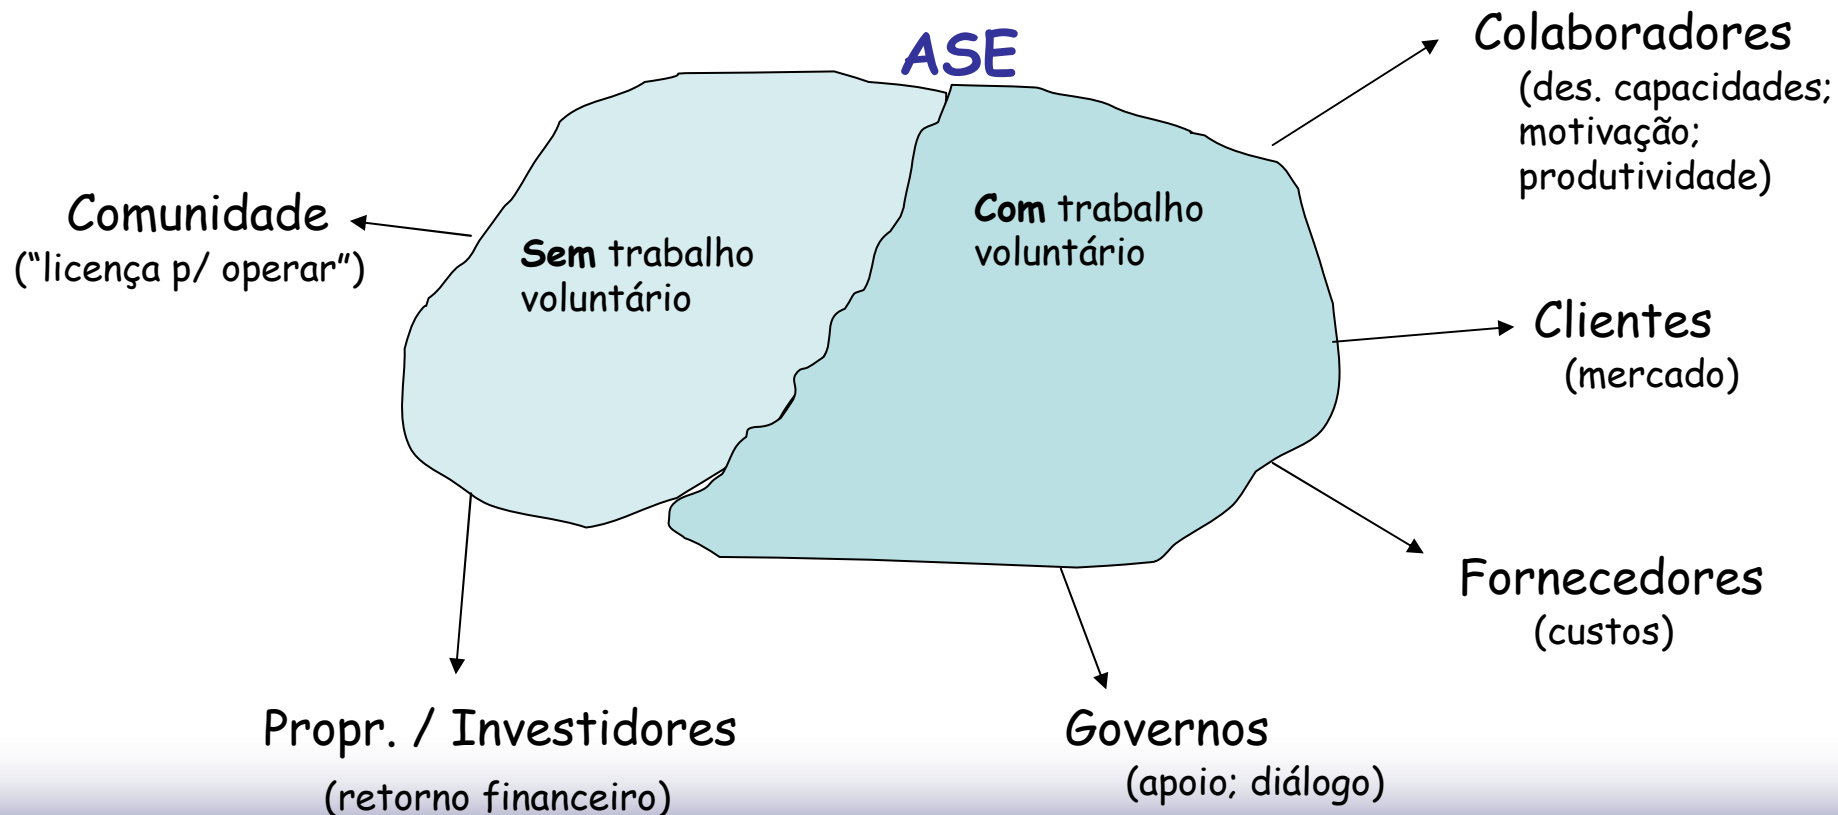 ASE
Colaboradores
(des. capacidades;
motivação;
produtividade)
Comunidade
(“licença p/ operar”)
Sem trabalho
voluntário
Com trabalho
voluntário
Clientes
(mercado)
Fornecedores
(custos)
Propr. / Investidores
(retorno financeiro)
Governos
(apoio; diálogo)